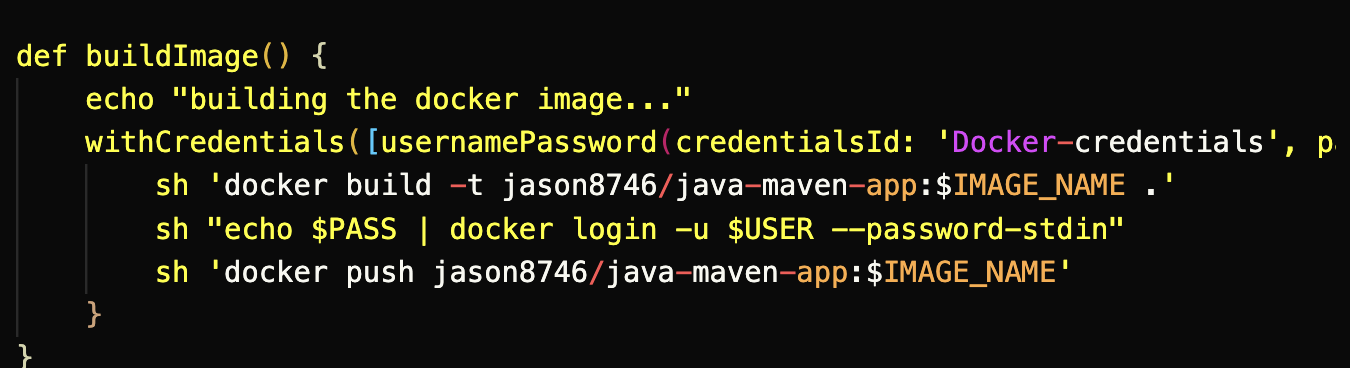 def buildImage() {
    echo "building the docker image..."
    withCredentials([usernamePassword(credentialsId: 'Docker-credentials', pa
        sh 'docker build -t jason8746/java-maven-app:$IMAGE_NAME .'
        sh "echo $PASS | docker login -u $USER --password-stdin"
        sh 'docker push jason8746/java-maven-app:$IMAGE_NAME'
    }
}